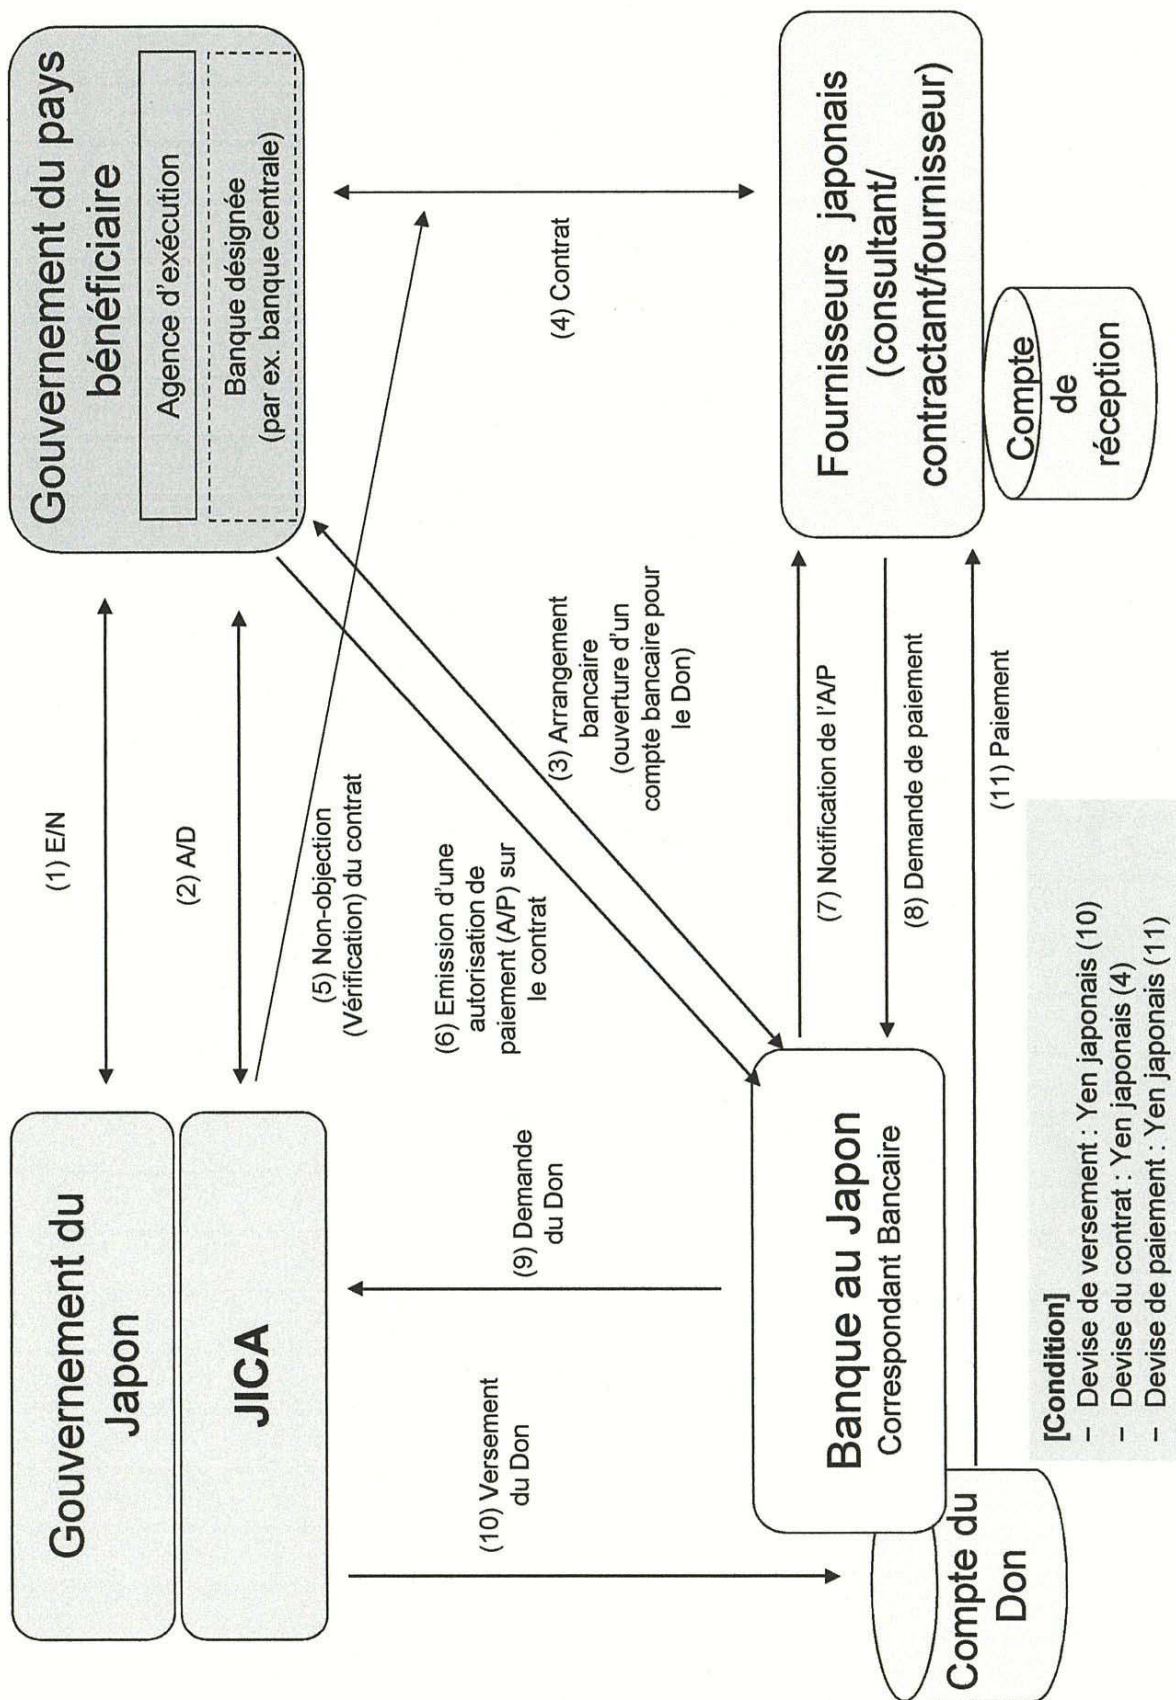 Gouvernement du
Japon
JICA
Gouvernement du pays
bénéficiaire
Agence d'exécution
Banque désignée
(par ex. banque centrale)
(1) E/N
(2) A/D
(5) Non-objection
(Vérification) du contrat
(6) Emission d'une
autorisation de
paiement (A/P) sur
le contrat
(3) Arrangement
bancaire
(ouverture d'un
compte bancaire pour
le Don)
(4) Contrat
(9) Demande
du Don
(10) Versement
du Don
Banque au Japon
Correspondant Bancaire
Compte du
Don
(7) Notification de l'A/P
(8) Demande de paiement
(11) Paiement
Fournisseurs japonais
(consultant/
contractant/fournisseur)
Compte
de
réception
[Condition]
– Devise de versement : Yen japonais (10)
– Devise du contrat : Yen japonais (4)
– Devise de paiement : Yen japonais (11)